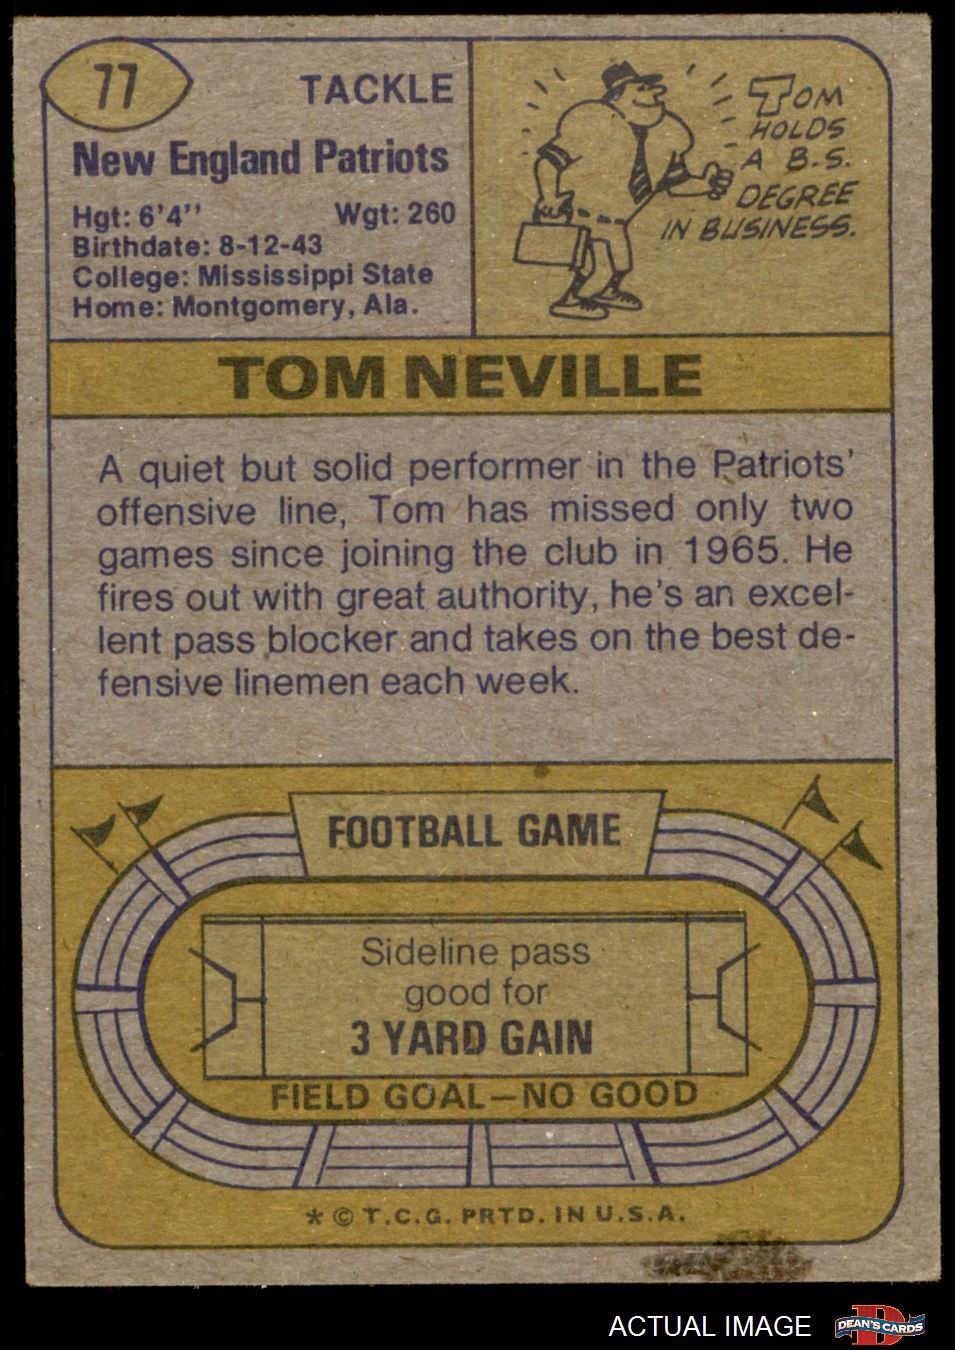 77
TACKLE
New England Patriots
Hgt: 6'4''
Wgt: 260
Birthdate: 8-12-43
College: Mississippi State
Home: Montgomery, Ala.
TOM
HOLDS
A B.S.
DEGREE
IN BUSINESS.
TOM NEVILLE
A quiet but solid performer in the Patriots'
offensive line, Tom has missed only two
games since joining the club in 1965. He
fires out with great authority, he's an excel-
lent pass blocker and takes on the best de-
fensive linemen each week.
FOOTBALL GAME
Sideline pass
good for
3 YARD GAIN
FIELD GOAL—NO GOOD
* © T.C.G. PRTD. IN U.S.A.
ACTUAL IMAGE
D
DEAN'S CARDS